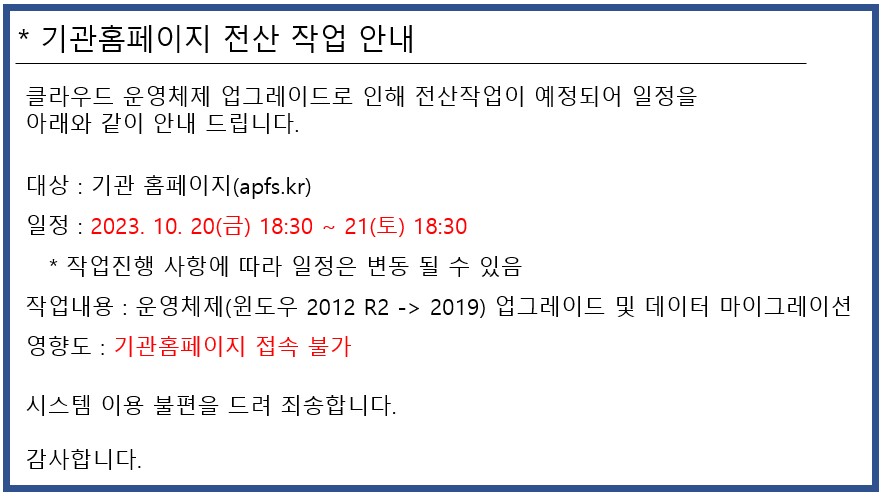 * 기관홈페이지 전산 작업 안내
클라우드 운영체제 업그레이드로 인해 전산작업이 예정되어 일정을
아래와 같이 안내 드립니다.
대상 : 기관 홈페이지(apfs.kr)
일정 : 2023. 10. 20(금) 18:30 ~ 21(토) 18:30
* 작업진행 사항에 따라 일정은 변동 될 수 있음
작업내용 : 운영체제(윈도우 2012 R2 -> 2019) 업그레이드 및 데이터 마이그레이션
영향도 : 기관홈페이지 접속 불가
시스템 이용 불편을 드려 죄송합니다.
감사합니다.